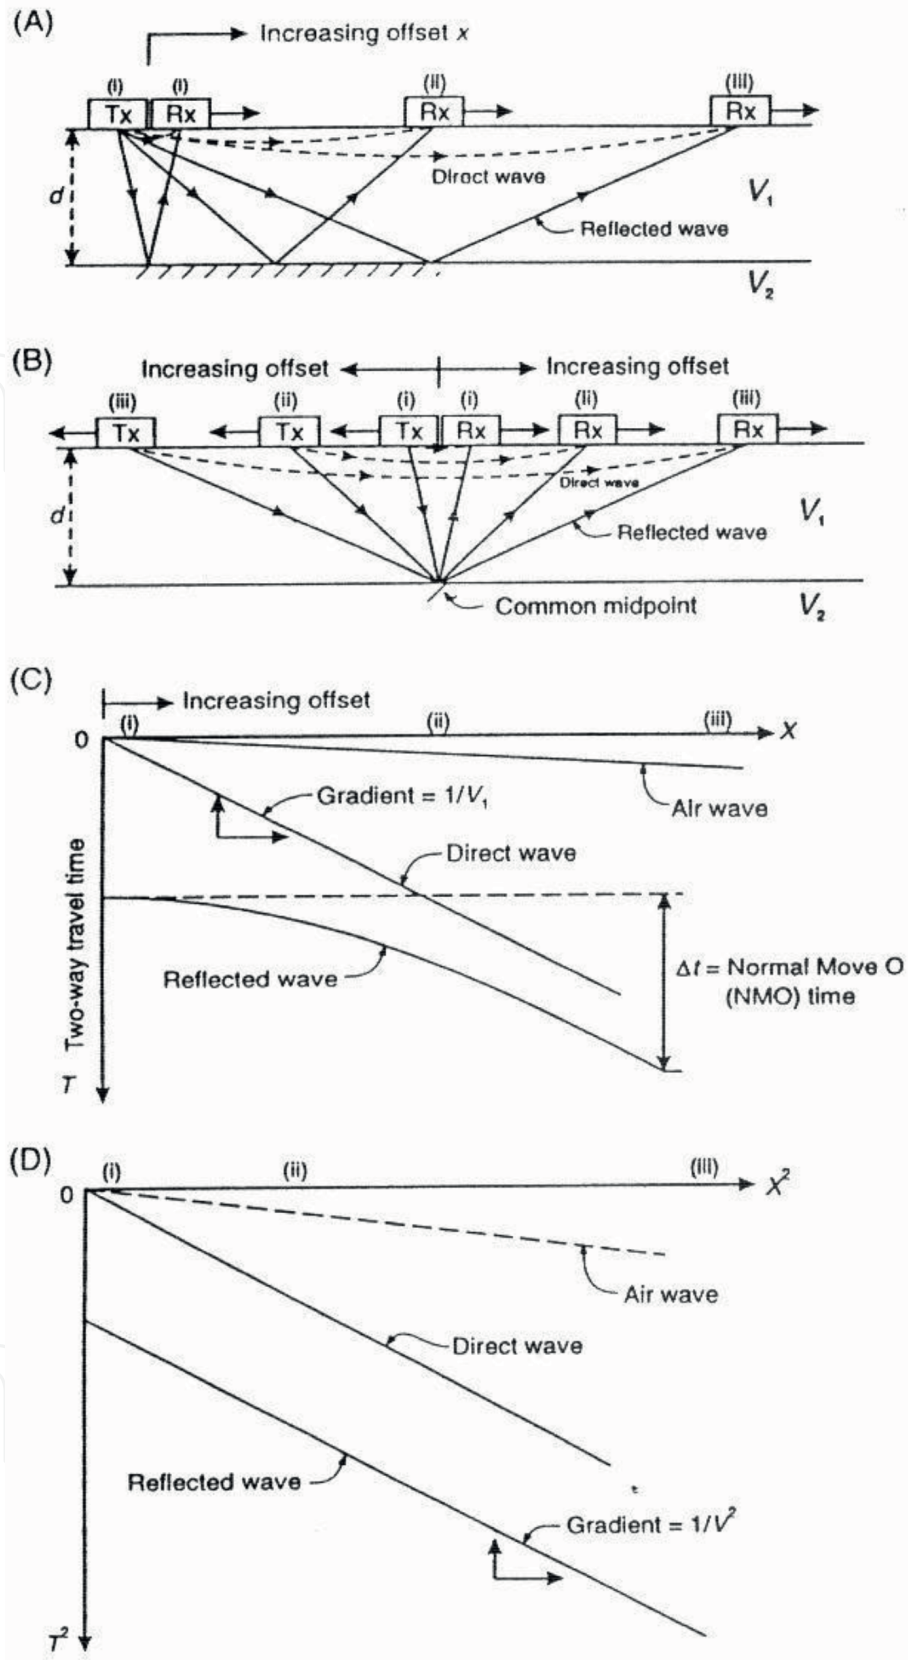 (A)
Increasing offset x
(i) (i) (ii) (iii)
Tx Rx Rx Rx
d
Direct wave
V₁
Reflected wave
V₂
(B)
Increasing offset Increasing offset
(iii) (ii) (i) (i) (ii) (iii)
Tx Tx Tx Rx Rx Rx
d
Direct wave
V₁
Reflected wave
Common midpoint
V₂
(C)
Increasing offset
(i) (ii) (iii)
0 X
Gradient = 1/V₁
Air wave
Direct wave
Two-way travel time
Reflected wave
Δt = Normal Move O
(NMO) time
T
(D)
(i) (ii) (iii)
0 X²
Air wave
Direct wave
Reflected wave
Gradient = 1/V²
T²